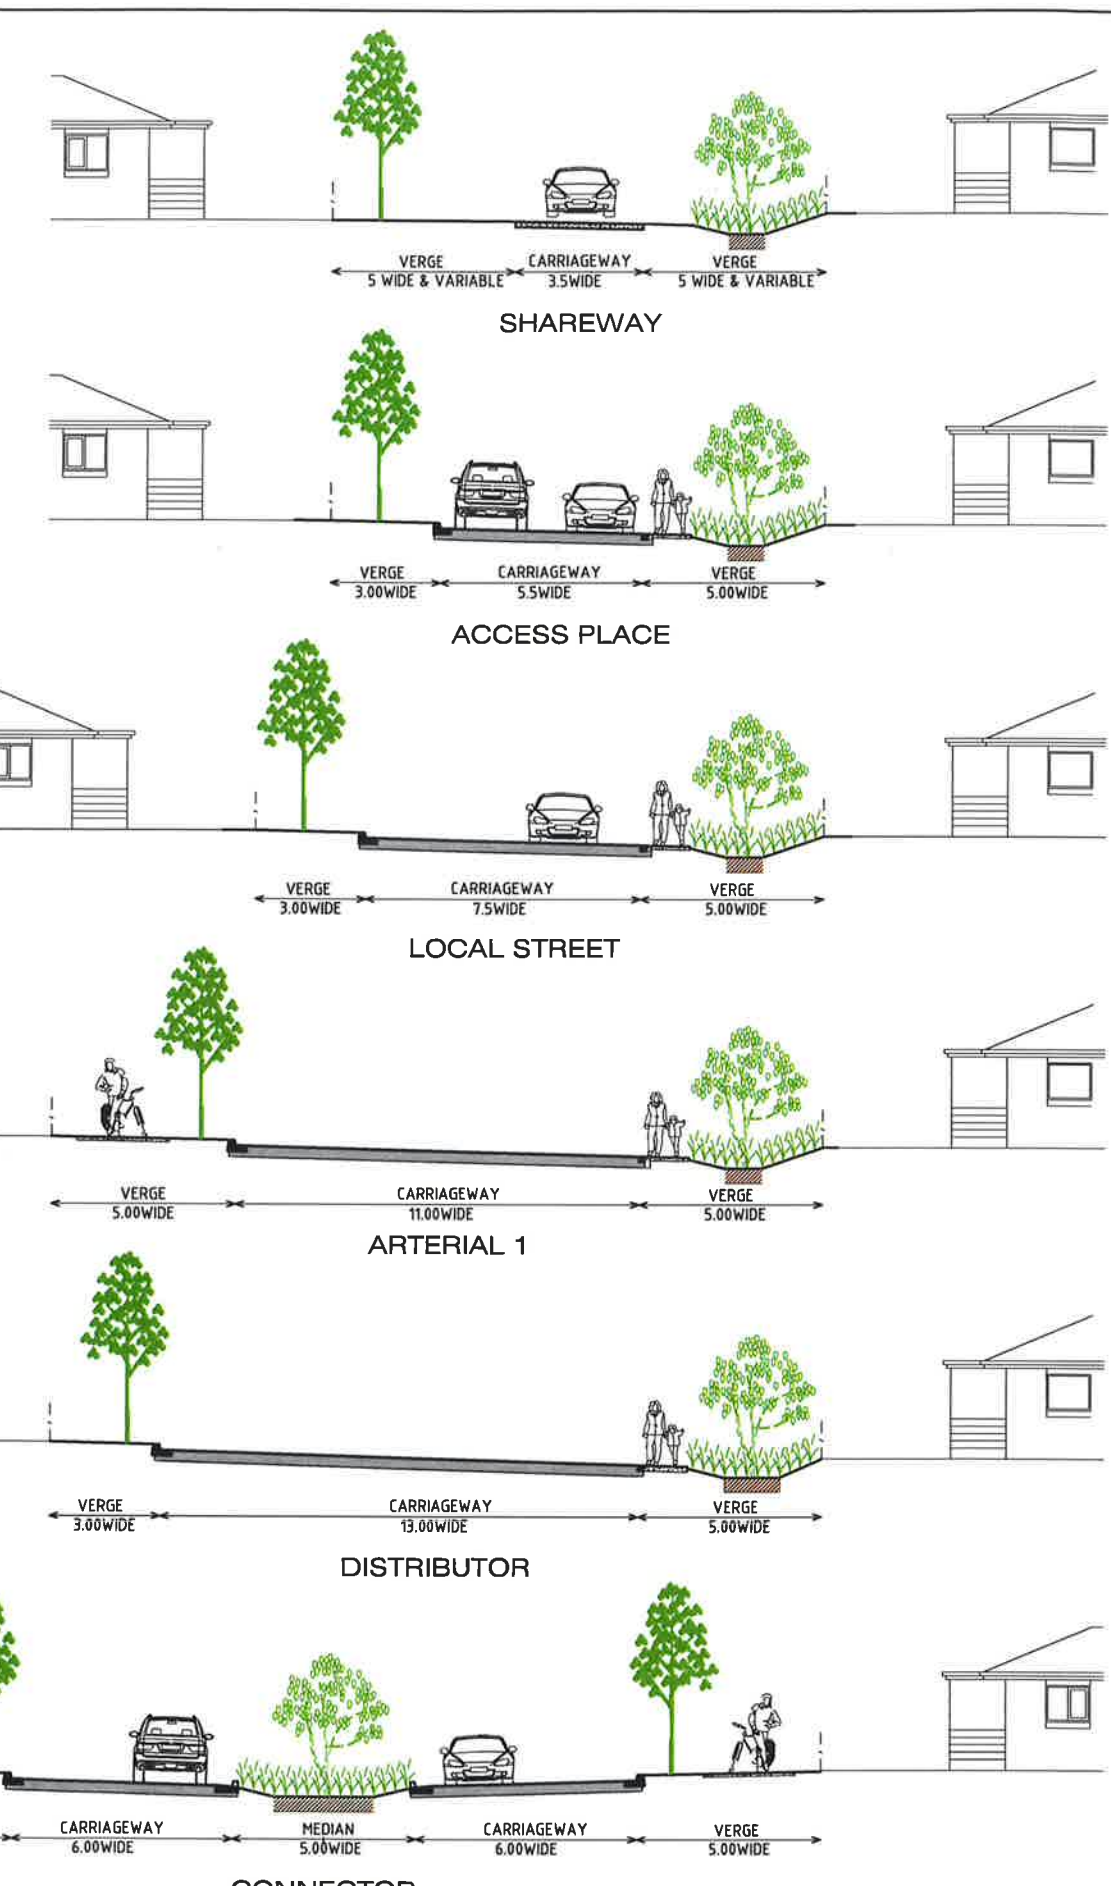 VERGE CARRIAGEWAY VERGE
5 WIDE & VARIABLE 3.5WIDE 5 WIDE & VARIABLE
SHAREWAY
VERGE CARRIAGEWAY VERGE
3.00WIDE 5.5WIDE 5.00WIDE
ACCESS PLACE
VERGE CARRIAGEWAY VERGE
3.00WIDE 7.5WIDE 5.00WIDE
LOCAL STREET
VERGE CARRIAGEWAY VERGE
5.00WIDE 11.00WIDE 5.00WIDE
ARTERIAL 1
VERGE CARRIAGEWAY VERGE
3.00WIDE 13.00WIDE 5.00WIDE
DISTRIBUTOR
CARRIAGEWAY MEDIAN CARRIAGEWAY VERGE
6.00WIDE 5.00WIDE 6.00WIDE 5.00WIDE
CONNECTOR